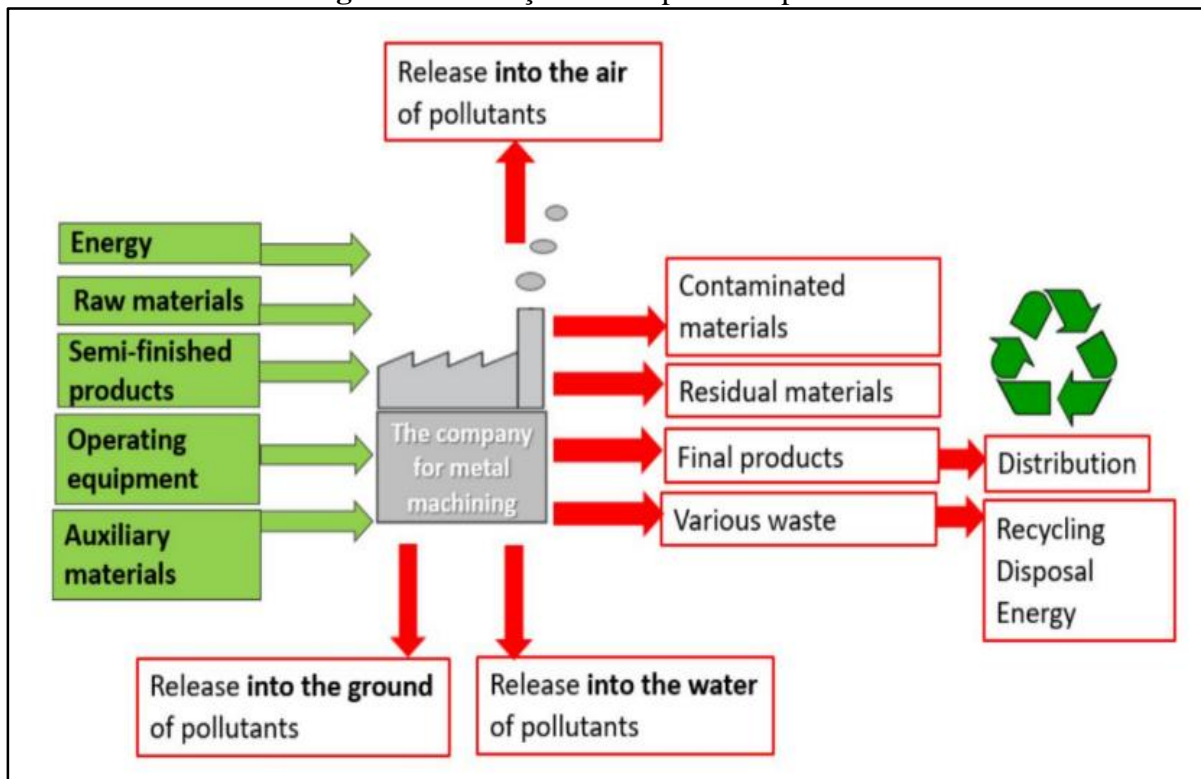 Release into the air
of pollutants
Energy
Raw materials
Semi-finished
products
Operating
equipment
Auxiliary
materials
The company
for metal
machining
Contaminated
materials
Residual materials
Final products
Various waste
Distribution
Recycling
Disposal
Energy
Release into the ground
of pollutants
Release into the water
of pollutants